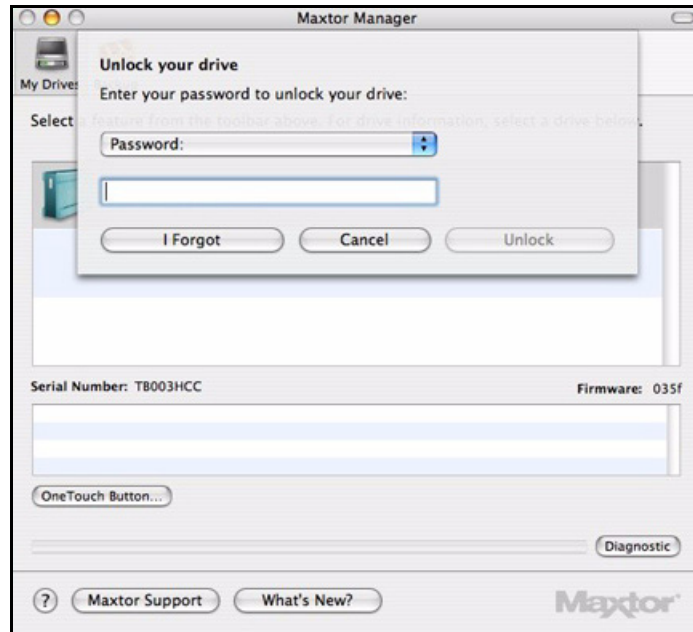 Maxtor Manager
My Drives
Unlock your drive
Enter your password to unlock your drive:
Select a feature from the toolbar above. For drive information, select a drive below.
Password:
I Forgot
Cancel
Unlock
Serial Number: TB003HCC
Firmware: 035f
OneTouch Button...
Diagnostic
?
Maxtor Support
What's New?
Maxtor